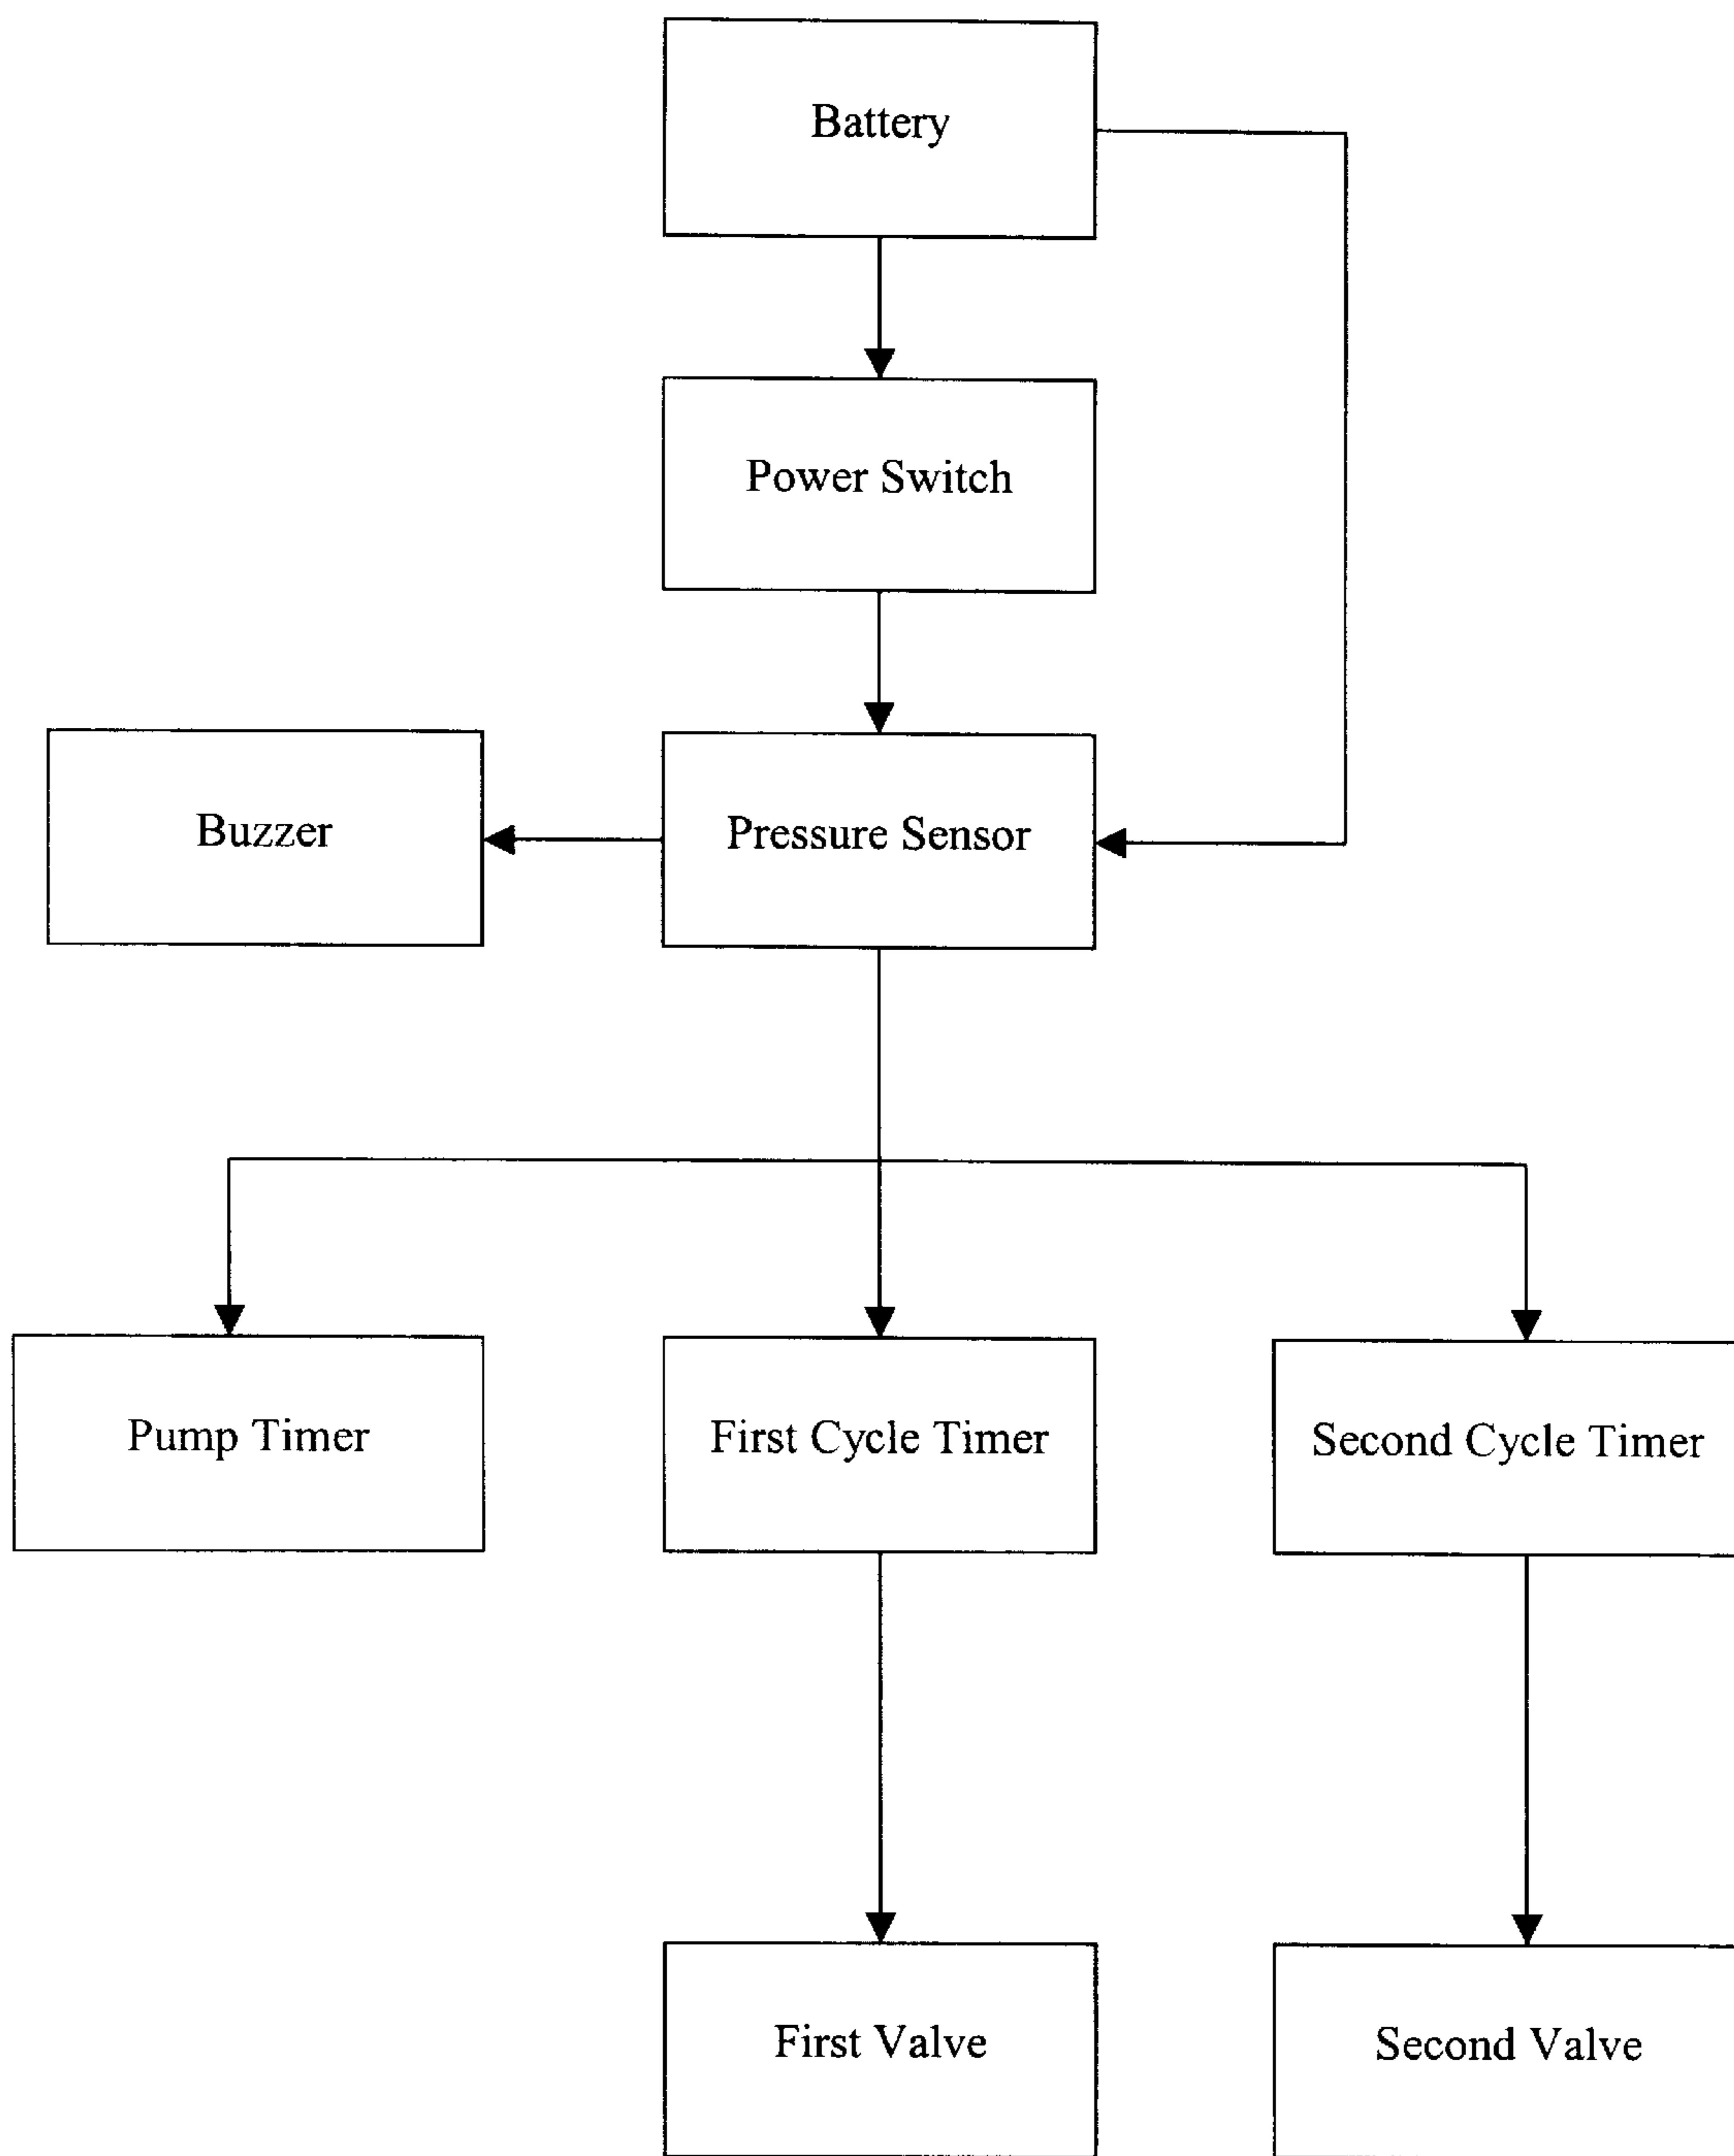 Battery
Power Switch
Buzzer
Pressure Sensor
Pump Timer
First Cycle Timer
Second Cycle Timer
First Valve
Second Valve